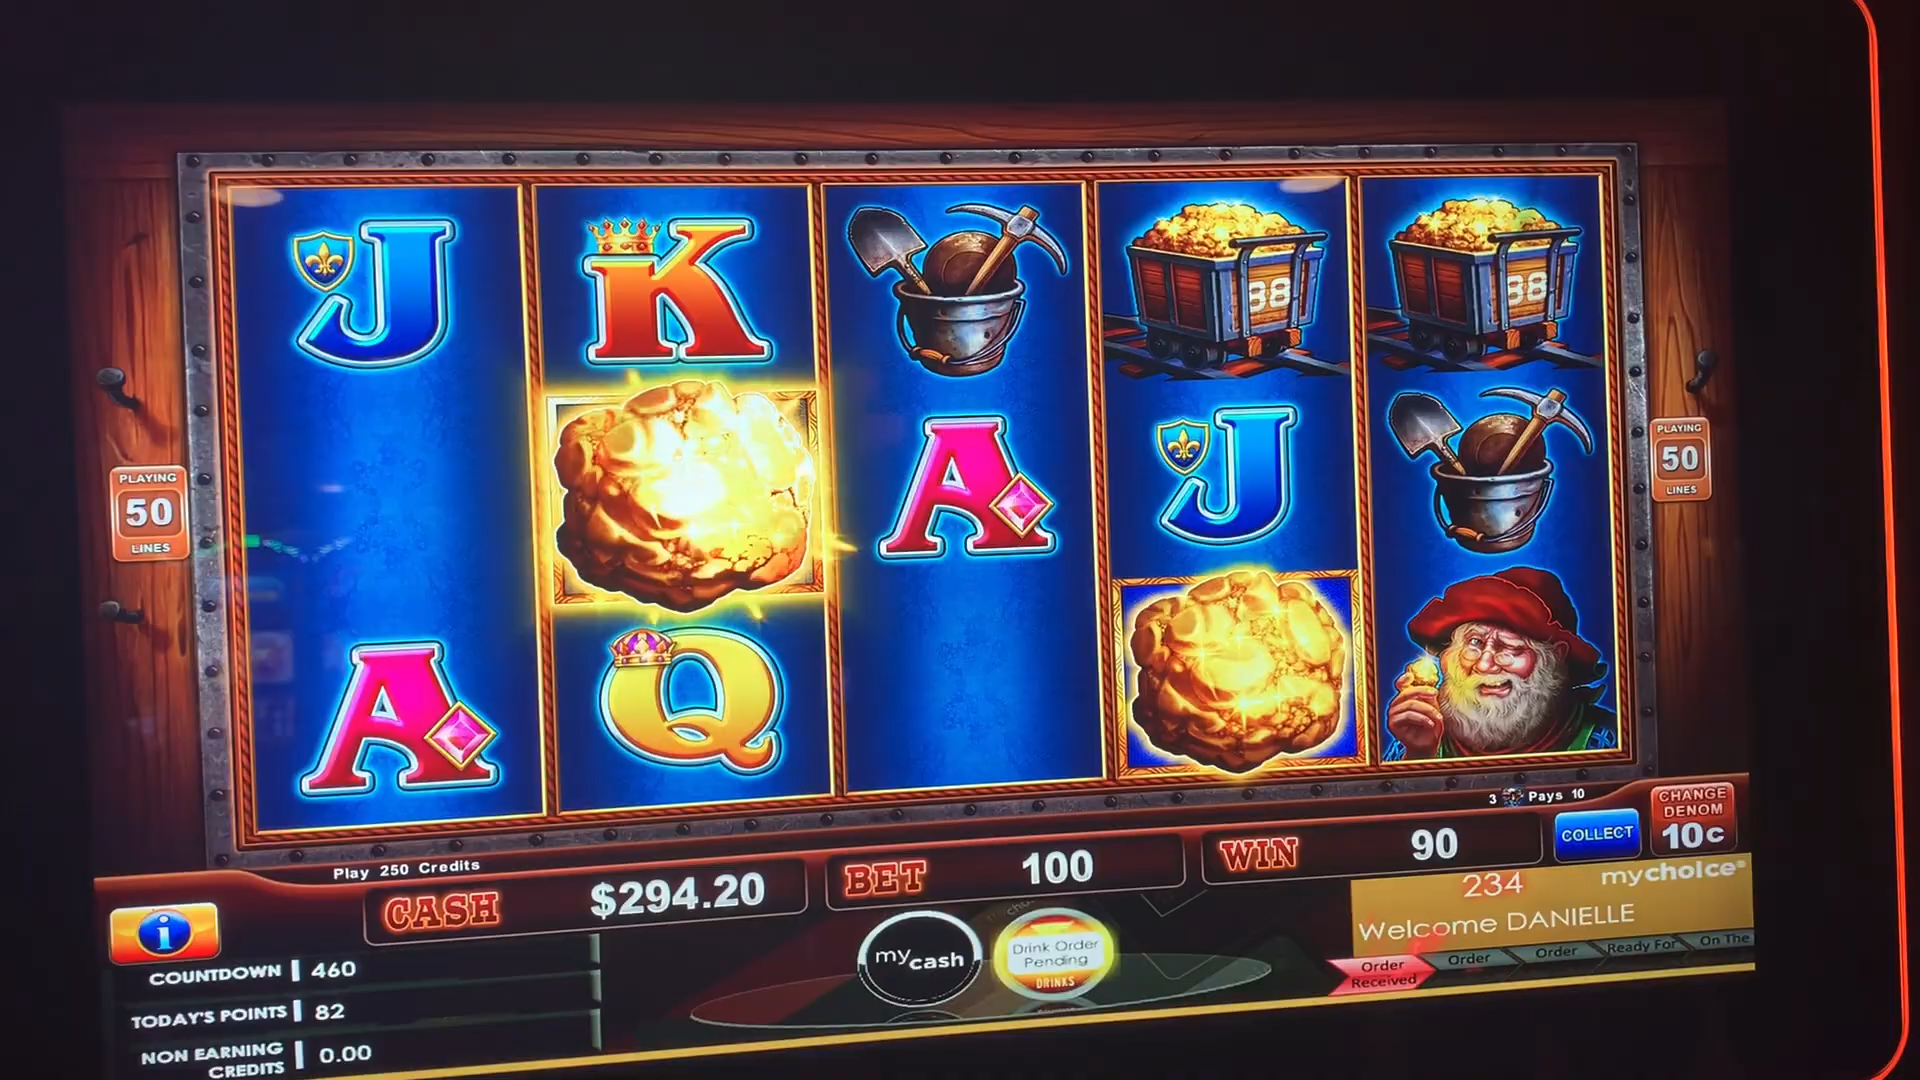 J
K
88
88
A
J
A
Q
PLAYING
50
LINES
PLAYING
50
LINES
3 Pays 10
CHANGE
DENOM
10c
COLLECT
Play 250 Credits
CASH $294.20
BET 100
WIN 90
i
my cash
Drink Order
Pending
DRINKS
234
mychoice
Welcome DANIELLE
Order
Received
Order
Order
Ready For
On The
COUNTDOWN 460
TODAY'S POINTS 82
NON EARNING
CREDITS 0.00